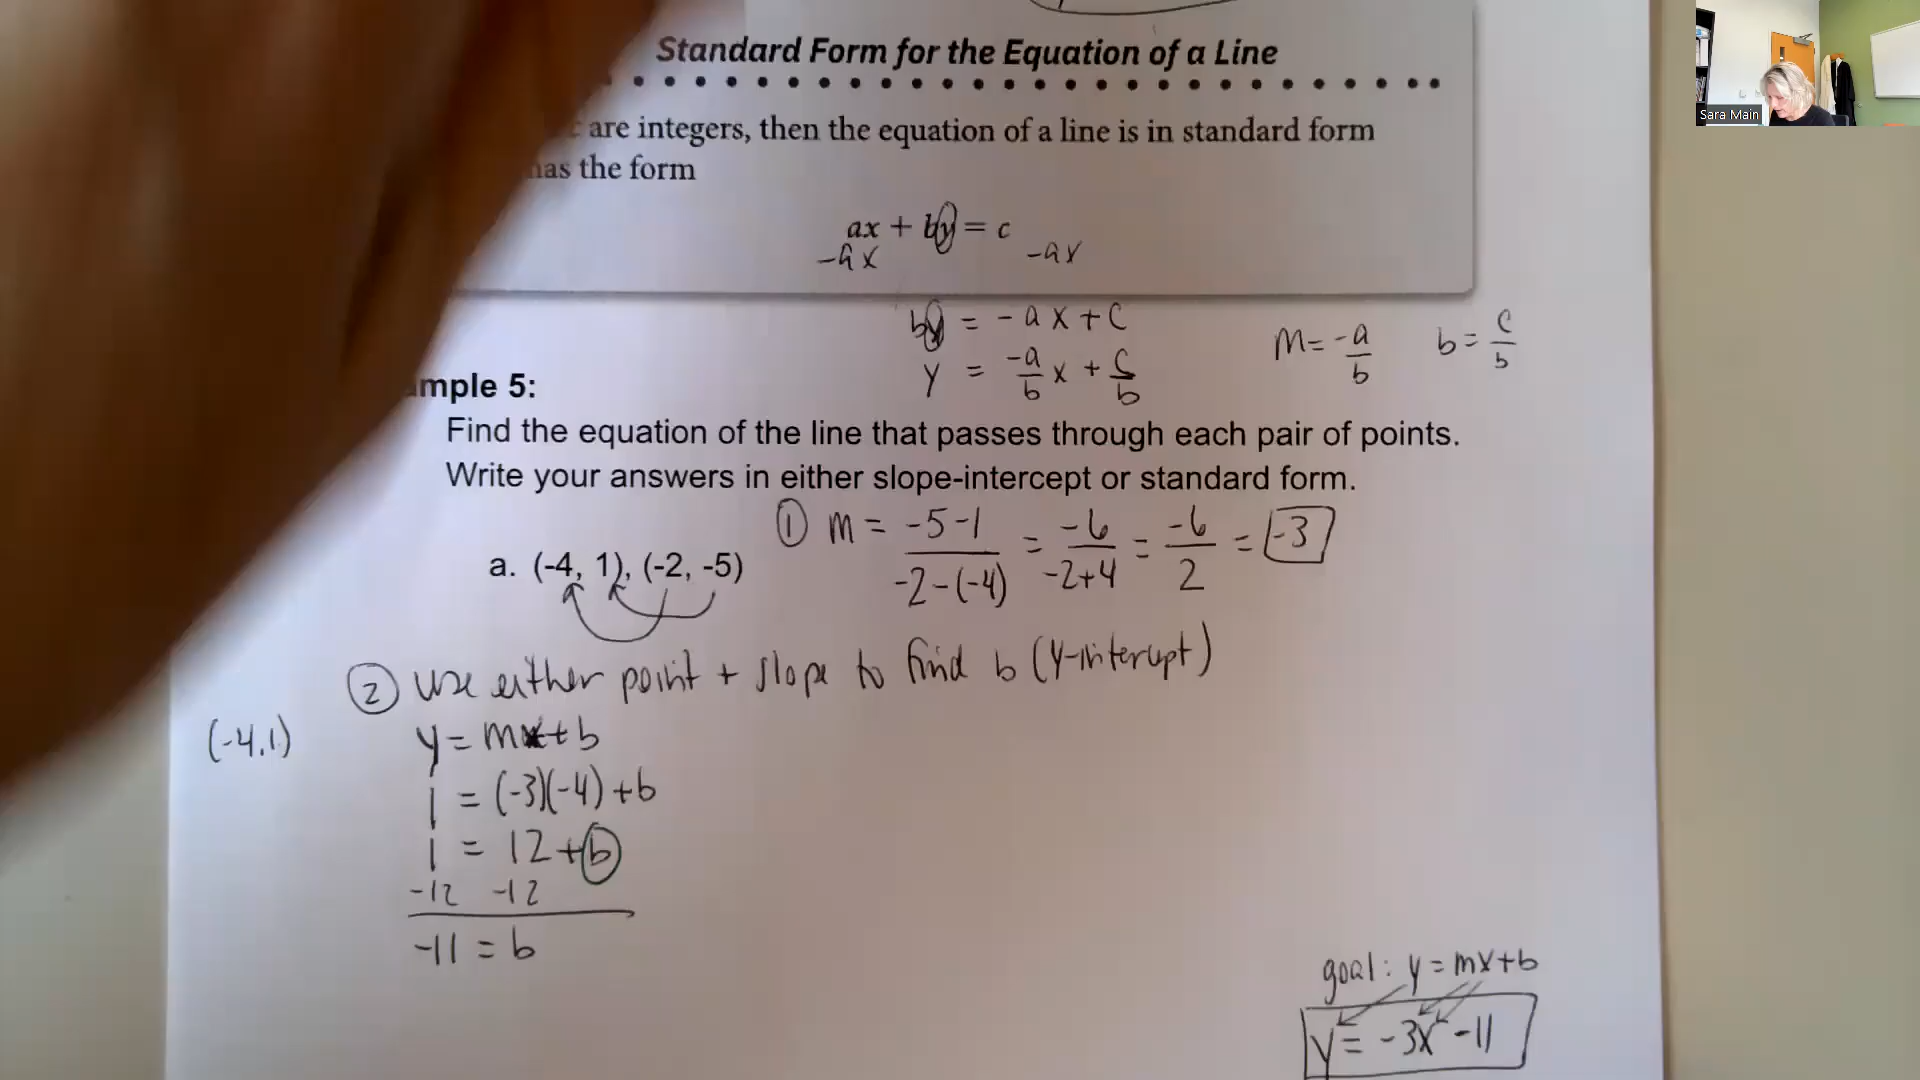 Standard Form for the Equation of a Line
are integers, then the equation of a line is in standard form
has the form
ax + by = c
-ax -ax
by = -ax + c
y = -a/b x + c/b
m = -a/b b = c/b
mple 5:
Find the equation of the line that passes through each pair of points.
Write your answers in either slope-intercept or standard form.
① m = -5-1/-2-(-4) = -6/-2+4 = -6/2 = -3
a. (-4, 1), (-2, -5)
② use either point + slope to find b (y-intercept)
(-4,1)
y = mx+b
1 = (-3)(-4)+b
1 = 12+b
-12 -12
-11 = b
goal: y = mx+b
y = -3x-11
Sara Main